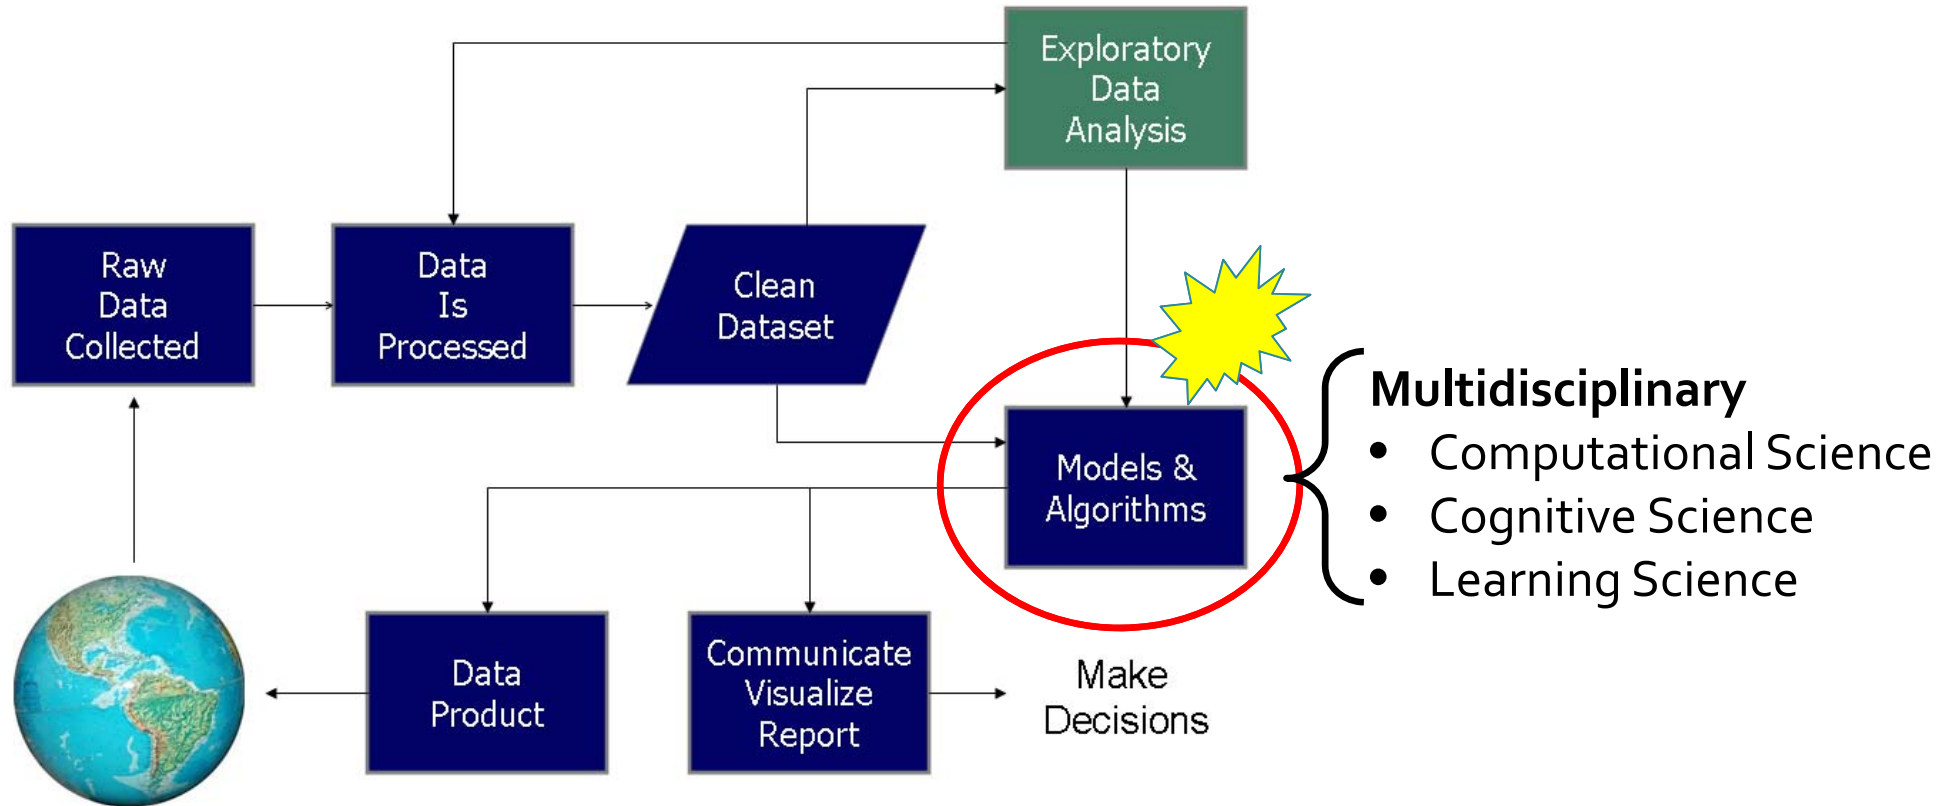 Exploratory
Data
Analysis
Raw
Data
Collected
Data
Is
Processed
Clean
Dataset
Models &
Algorithms
Multidisciplinary
• Computational Science
• Cognitive Science
• Learning Science
Data
Product
Communicate
Visualize
Report
Make
Decisions